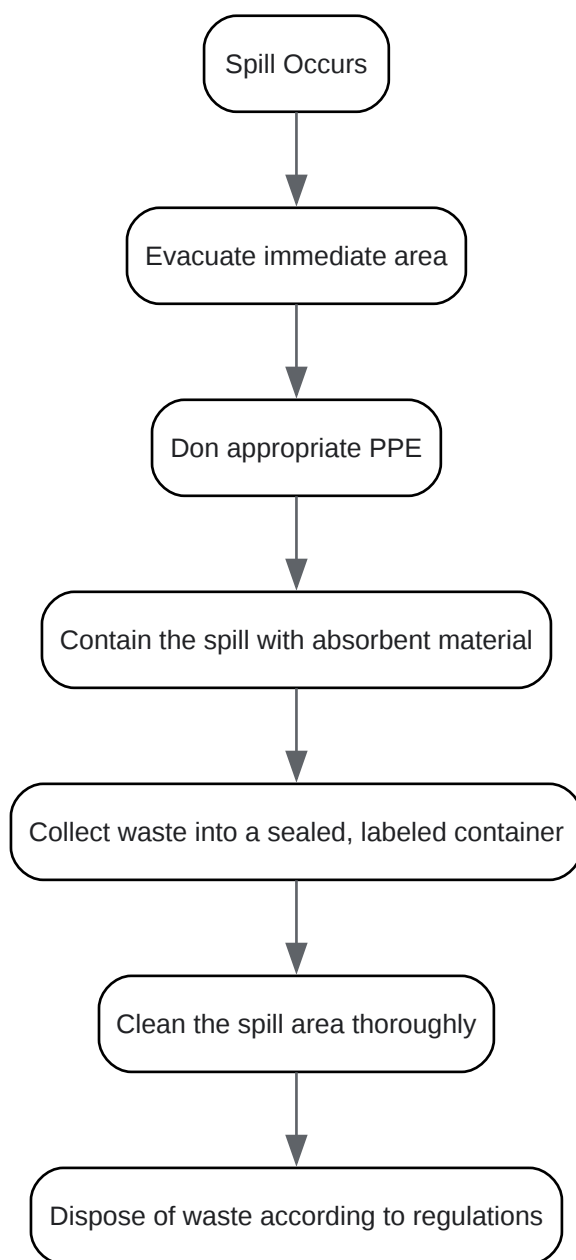 Spill Occurs
Evacuate immediate area
Don appropriate PPE
Contain the spill with absorbent material
Collect waste into a sealed, labeled container
Clean the spill area thoroughly
Dispose of waste according to regulations